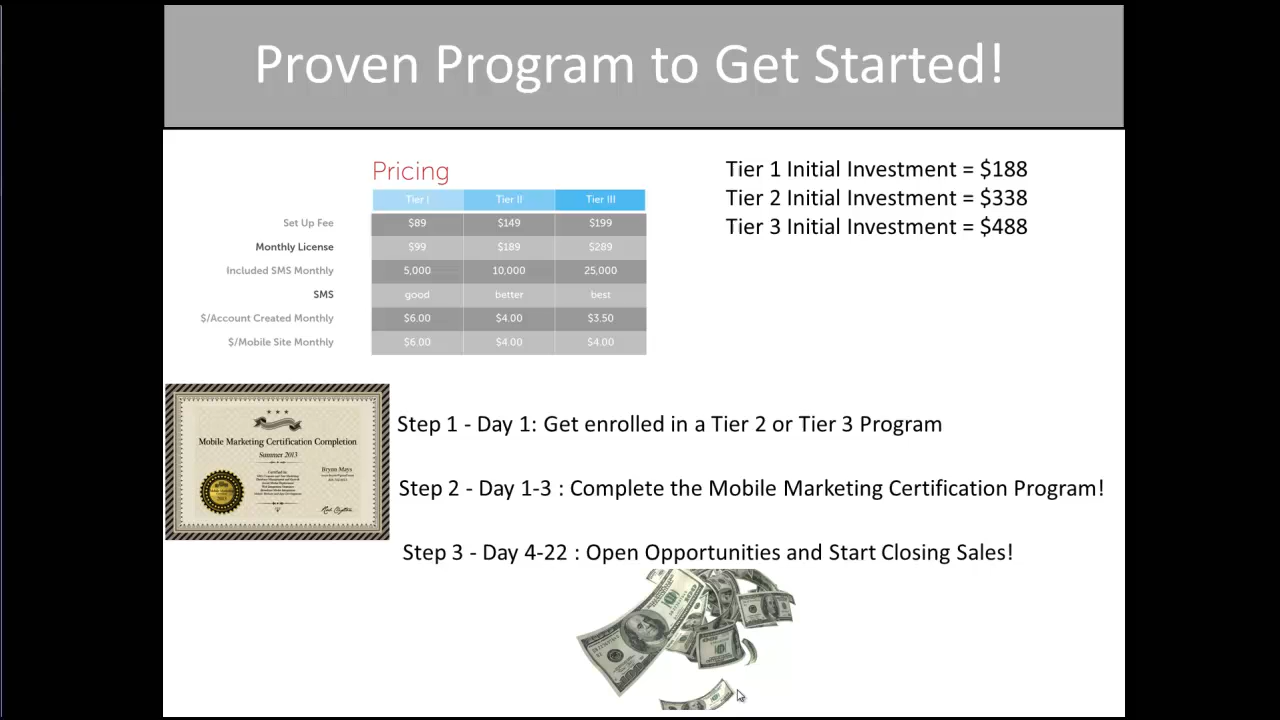 Proven Program to Get Started!
Pricing
Tier I Tier II Tier III
Set Up Fee $89 $149 $199
Monthly License $99 $189 $289
Included SMS Monthly 5,000 10,000 25,000
SMS good better best
$/Account Created Monthly $6.00 $4.00 $3.50
$/Mobile Site Monthly $6.00 $4.00 $4.00
Tier 1 Initial Investment = $188
Tier 2 Initial Investment = $338
Tier 3 Initial Investment = $488
Mobile Marketing Certification Completion
Summer 2013
Brynn Mays
Step 1 - Day 1: Get enrolled in a Tier 2 or Tier 3 Program
Step 2 - Day 1-3 : Complete the Mobile Marketing Certification Program!
Step 3 - Day 4-22 : Open Opportunities and Start Closing Sales!